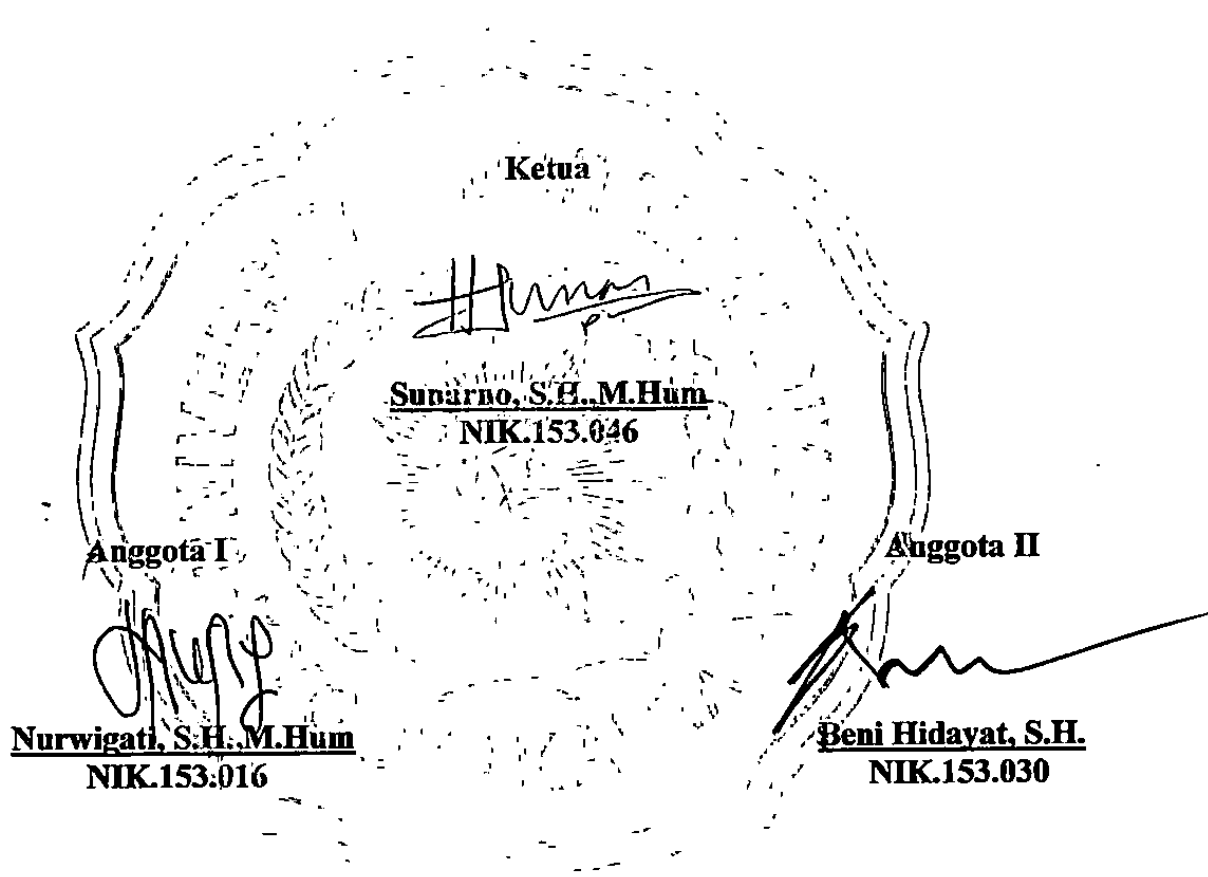 Ketua
Sunarno, S.H.,M.Hum
NIK.153.046
Anggota I
Anggota II
Nurwigati, S.H.,M.Hum
NIK.153.016
Beni Hidayat, S.H.
NIK.153.030